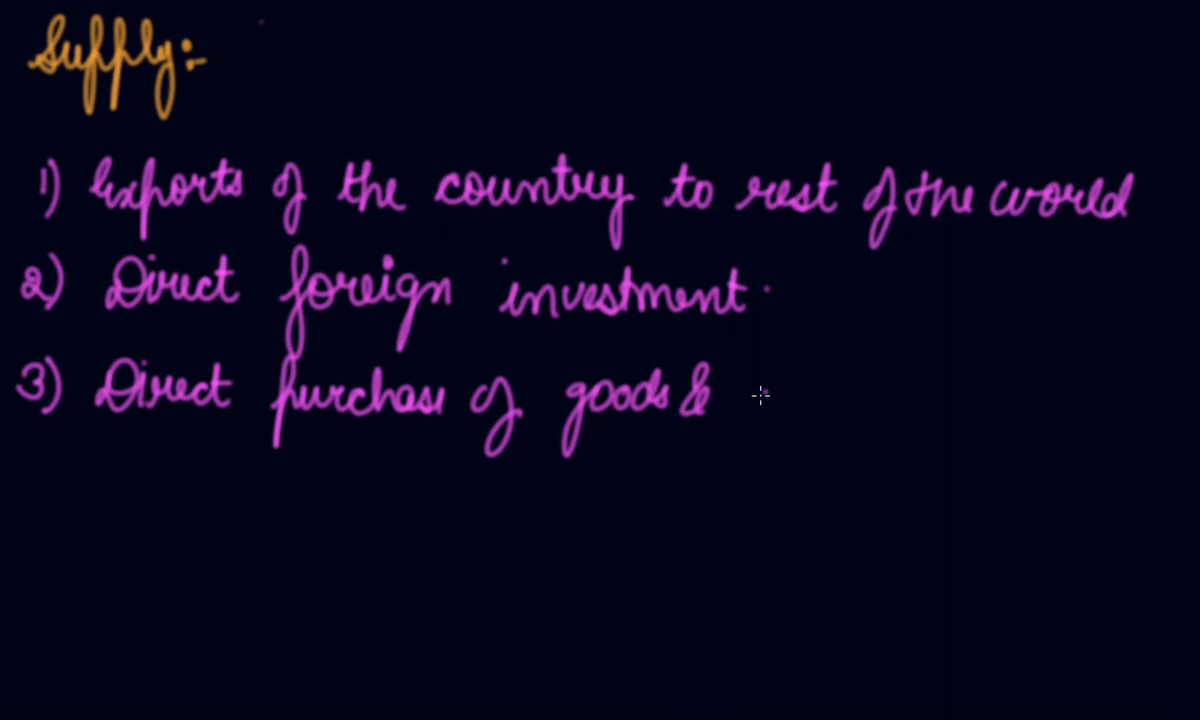 Supply:-
1) Exports of the country to rest of the world
2) Direct foreign investment.
3) Direct purchase of goods &